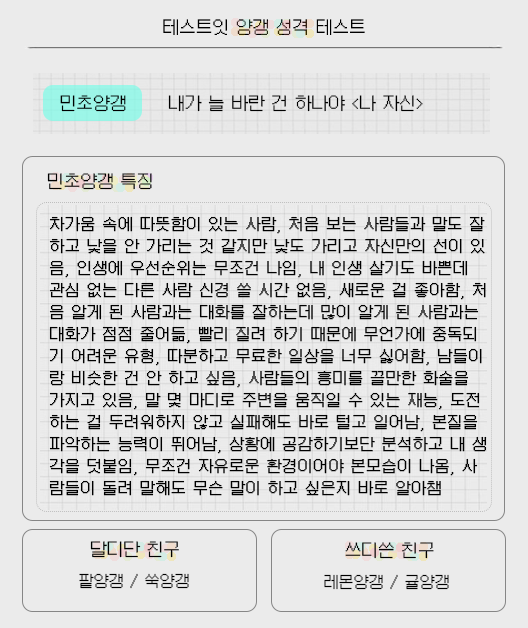 테스트잇 양갱 성격 테스트
민초양갱 내가 늘 바란 건 하나야 <나 자신>
민초양갱 특징
차가움 속에 따뜻함이 있는 사람, 처음 보는 사람들과 말도 잘
하고 낯을 안 가리는 것 같지만 낯도 가리고 자신만의 선이 있
음, 인생에 우선순위는 무조건 나임, 내 인생 살기도 바쁜데
관심 없는 다른 사람 신경 쓸 시간 없음, 새로운 걸 좋아함, 처
음 알게 된 사람과는 대화를 잘하는데 많이 알게 된 사람과는
대화가 점점 줄어듦, 빨리 질려 하기 때문에 무언가에 중독되
기 어려운 유형, 따분하고 무료한 일상을 너무 싫어함, 남들이
랑 비슷한 건 안 하고 싶음, 사람들의 흥미를 끌만한 화술을
가지고 있음, 말 몇 마디로 주변을 움직일 수 있는 재능, 도전
하는 걸 두려워하지 않고 실패해도 바로 털고 일어남, 본질을
파악하는 능력이 뛰어남, 상황에 공감하기보단 분석하고 내 생
각을 덧붙임, 무조건 자유로운 환경이어야 본모습이 나옴, 사
람들이 돌려 말해도 무슨 말이 하고 싶은지 바로 알아챔
달디단 친구
팥양갱 / 쑥양갱
쓰디쓴 친구
레몬양갱 / 귤양갱